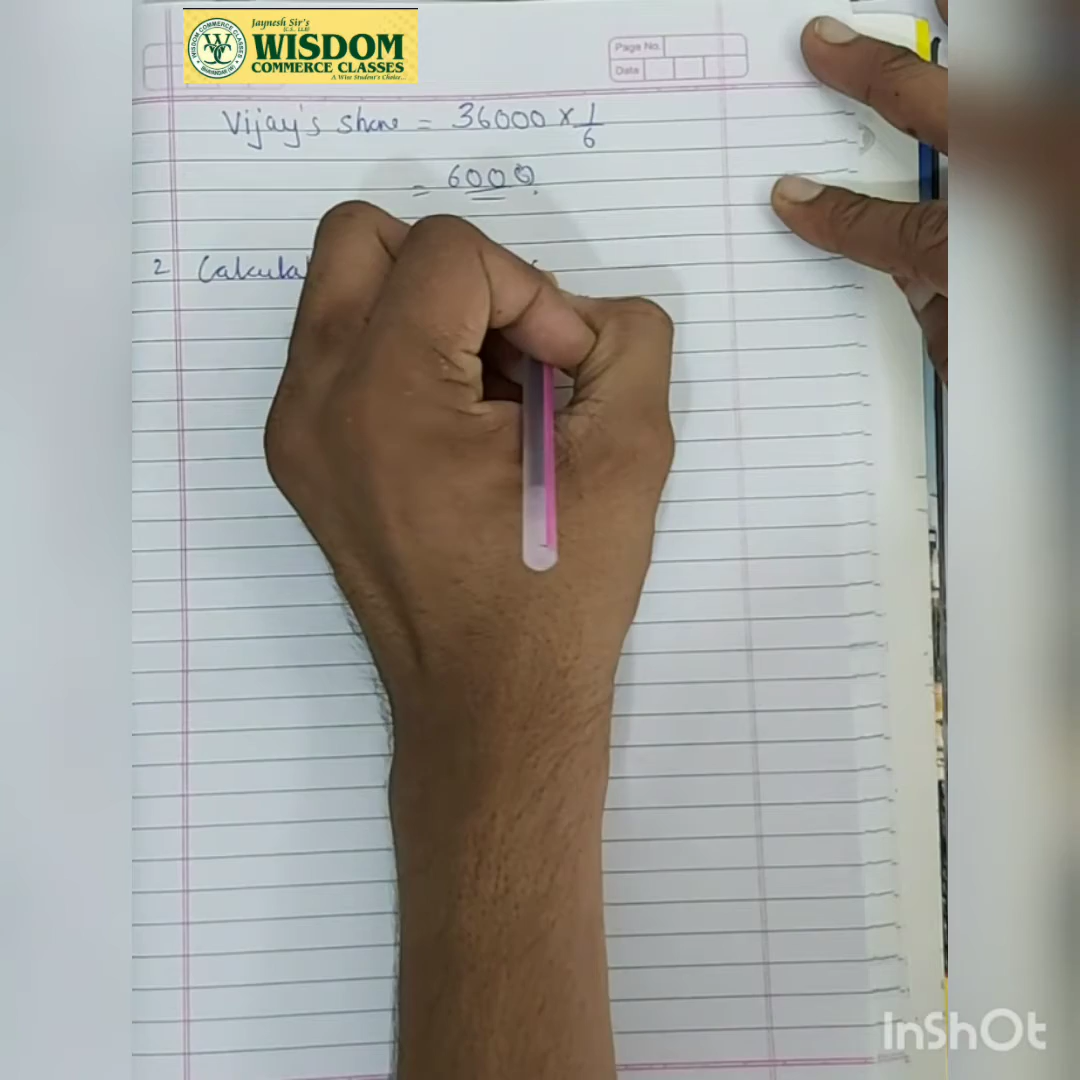 Jaynesh Sir's
WISDOM
COMMERCE CLASSES
A Wise Student's Choice...
Page No.
Date
Vijay's share = 36000 × 1/6
= 6000.
2 Calculat
InShOt